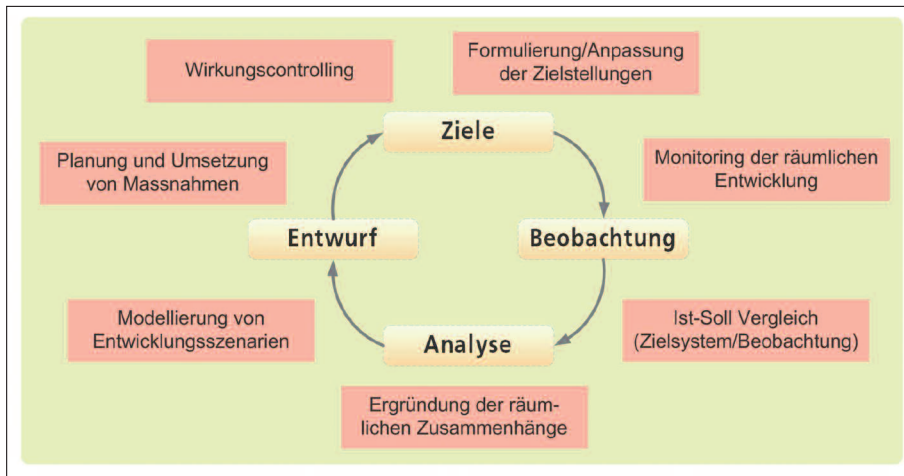 Wirkungscontrolling
Formulierung/Anpassung
der Zielstellungen
Ziele
Planung und Umsetzung
von Massnahmen
Monitoring der räumlichen
Entwicklung
Entwurf
Beobachtung
Modellierung von
Entwicklungsszenarien
Analyse
Ist-Soll Vergleich
(Zielsystem/Beobachtung)
Ergründung der räum-
lichen Zusammenhänge